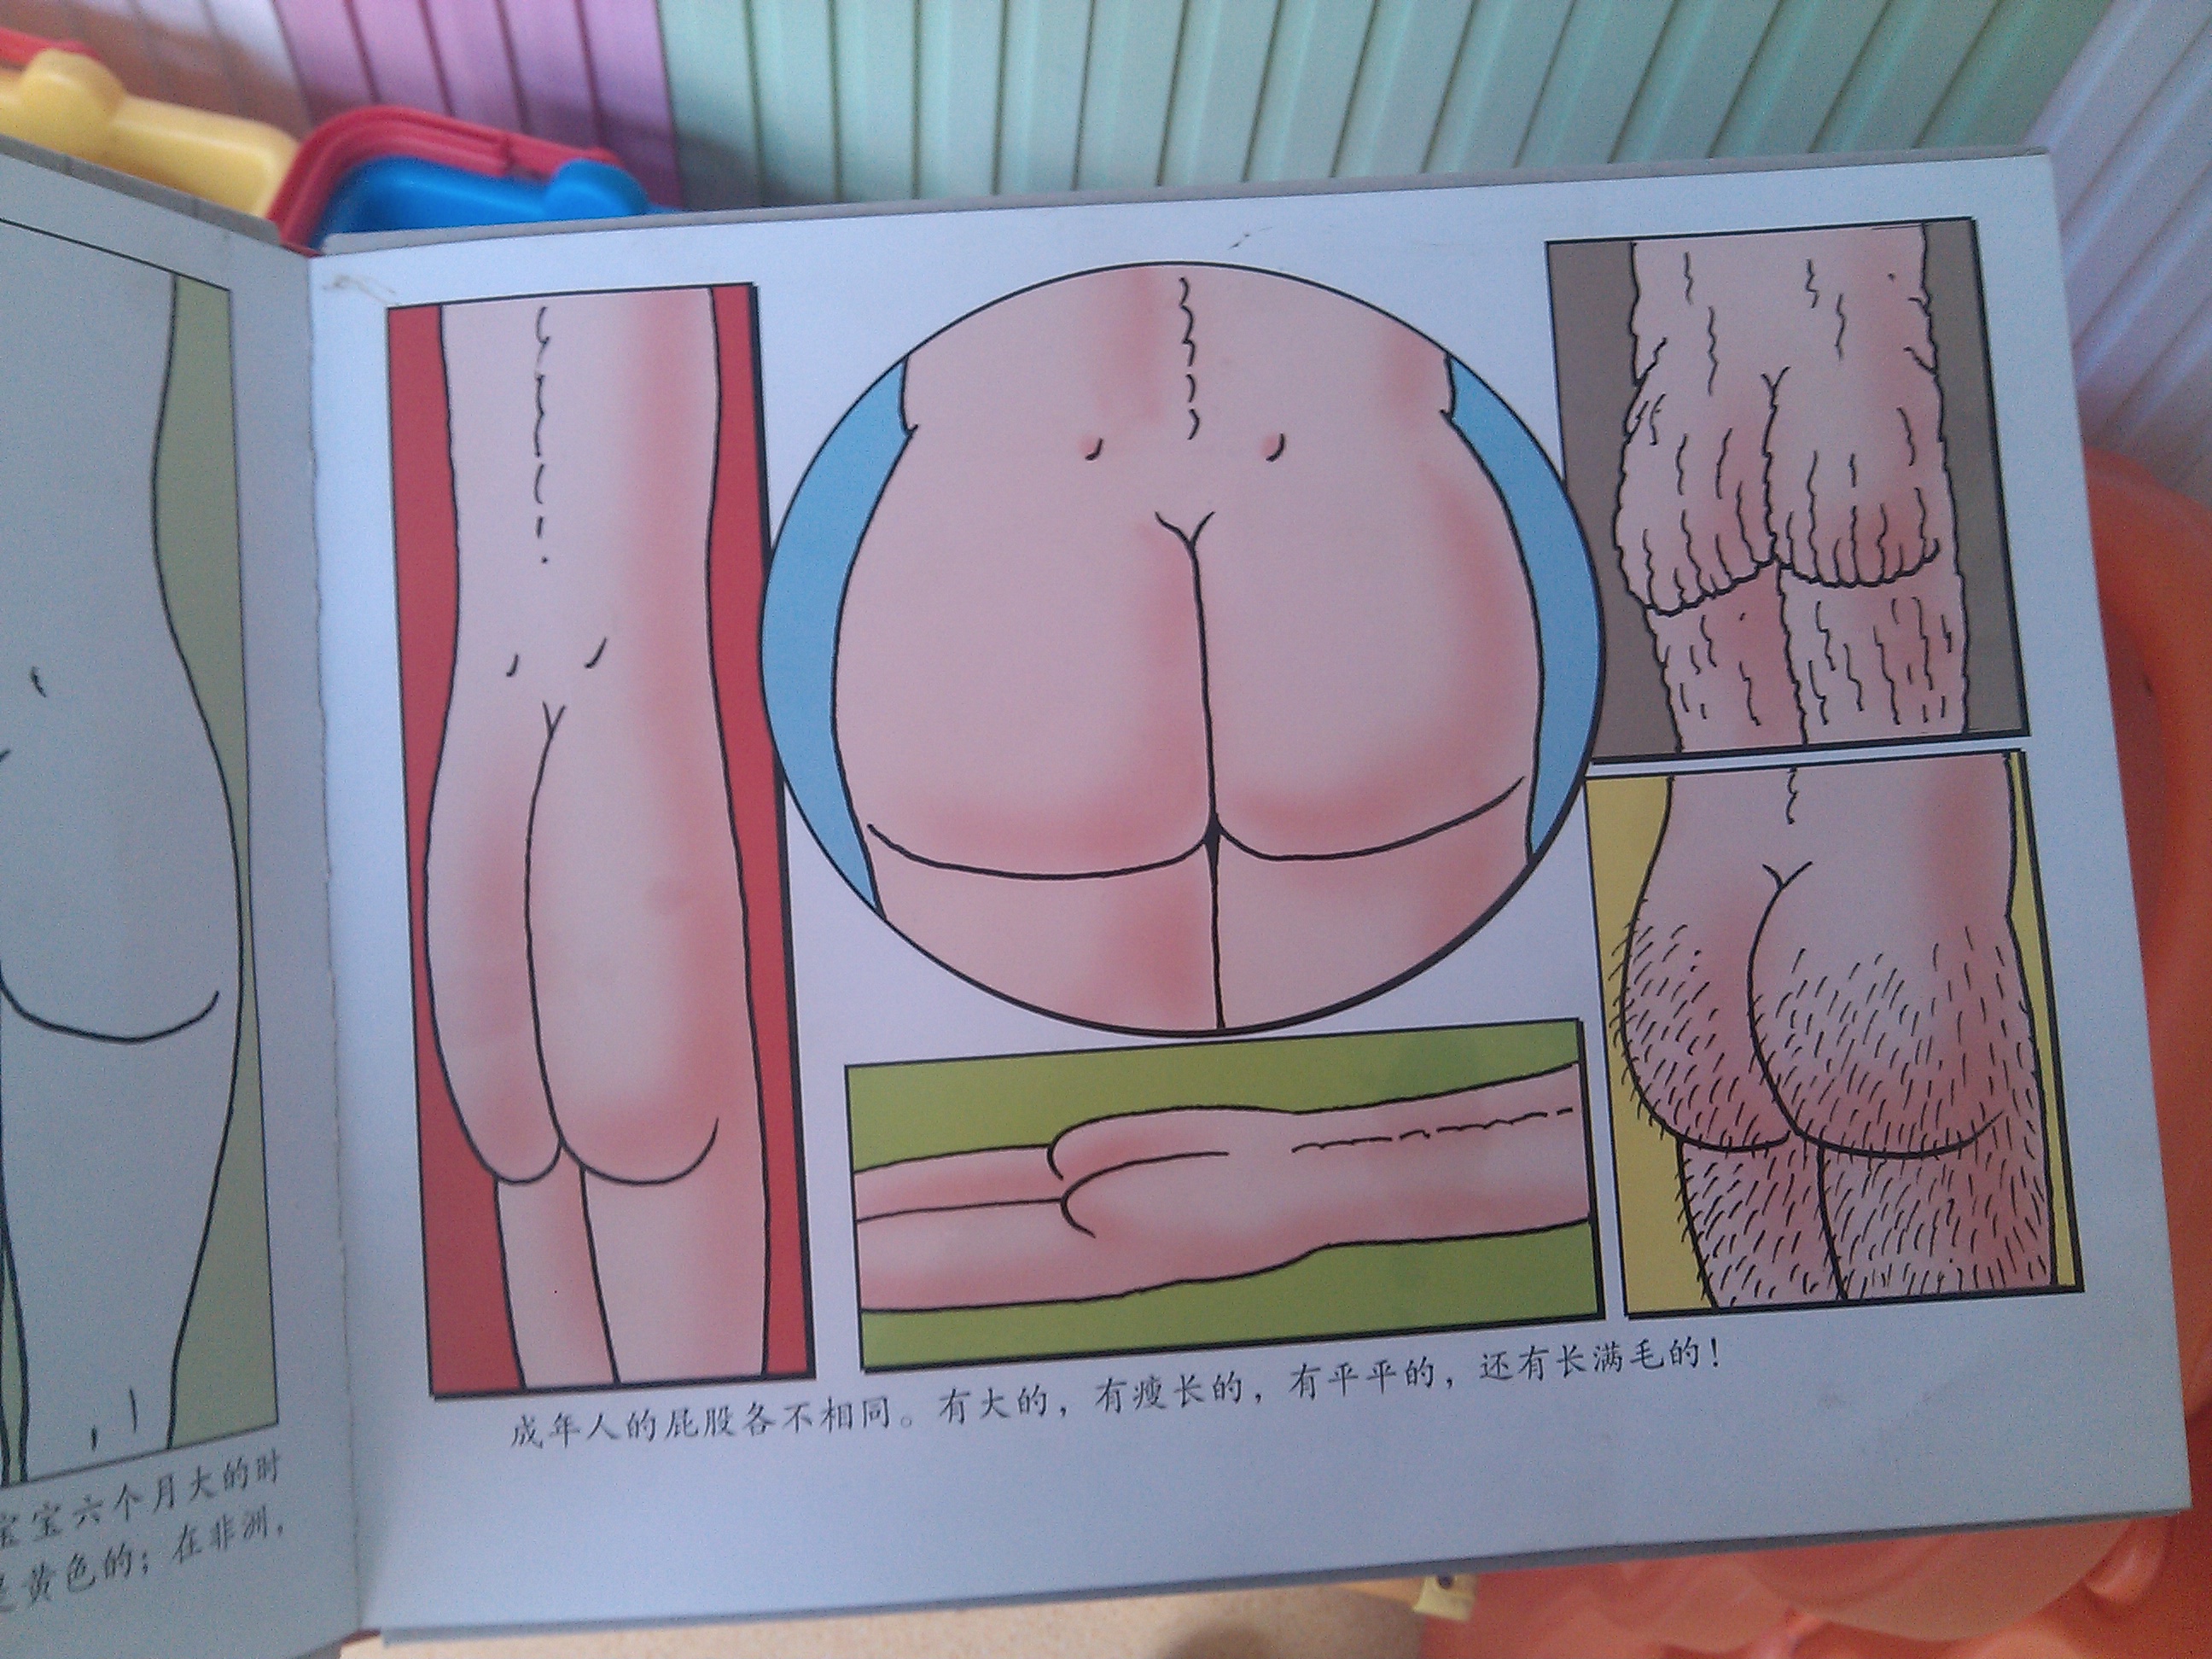 宝宝六个月大的时
黄色的；在非洲，
成年人的屁股各不相同。有大的，有瘦长的，有平平的，还有长满毛的！